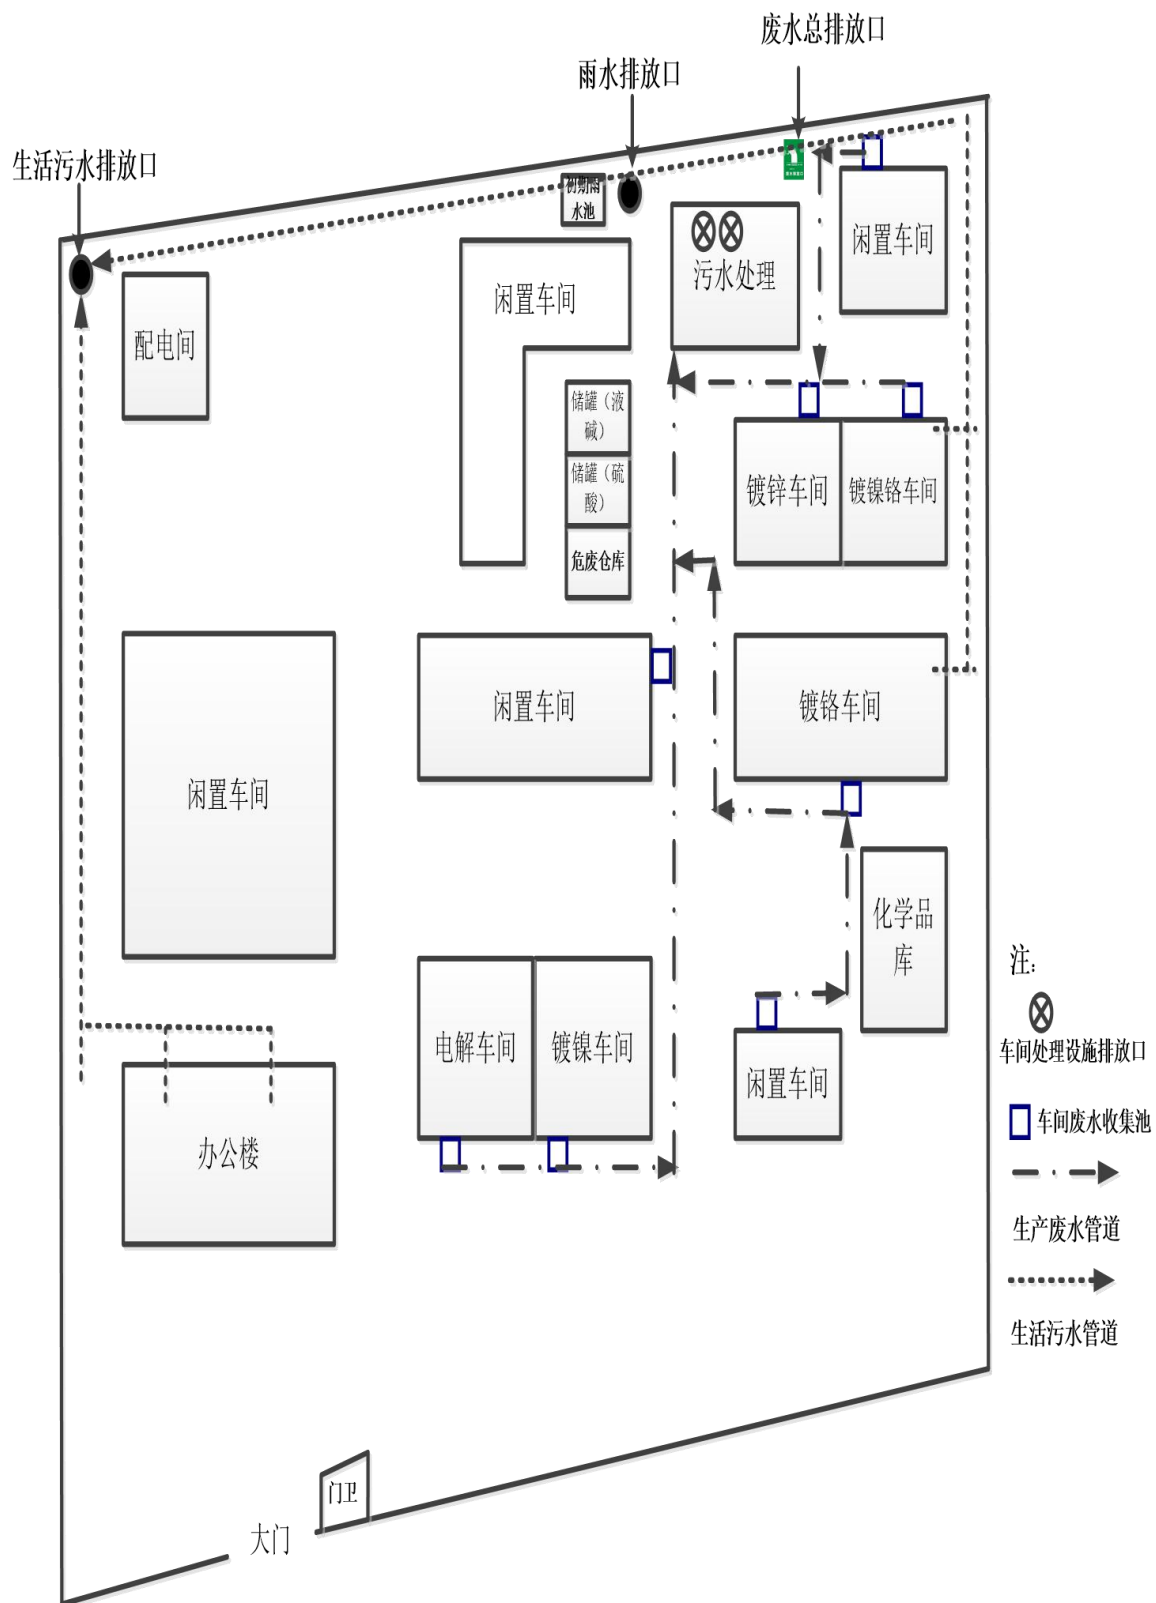 废水总排放口
雨水排放口
生活污水排放口
初期雨
水池
闲置车间
污水处理
闲置车间
配电间
储罐（液
碱）
储罐（硫
酸）
危废仓库
镀锌车间
镀镍铬车间
闲置车间
镀铬车间
闲置车间
化学品
库
电解车间
镀镍车间
闲置车间
办公楼
注：
车间处理设施排放口
车间废水收集池
生产废水管道
生活污水管道
门卫
大门